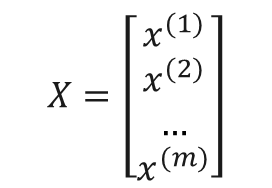 x^{(1)}
x^{(2)}
X =
...
x^{(m)}